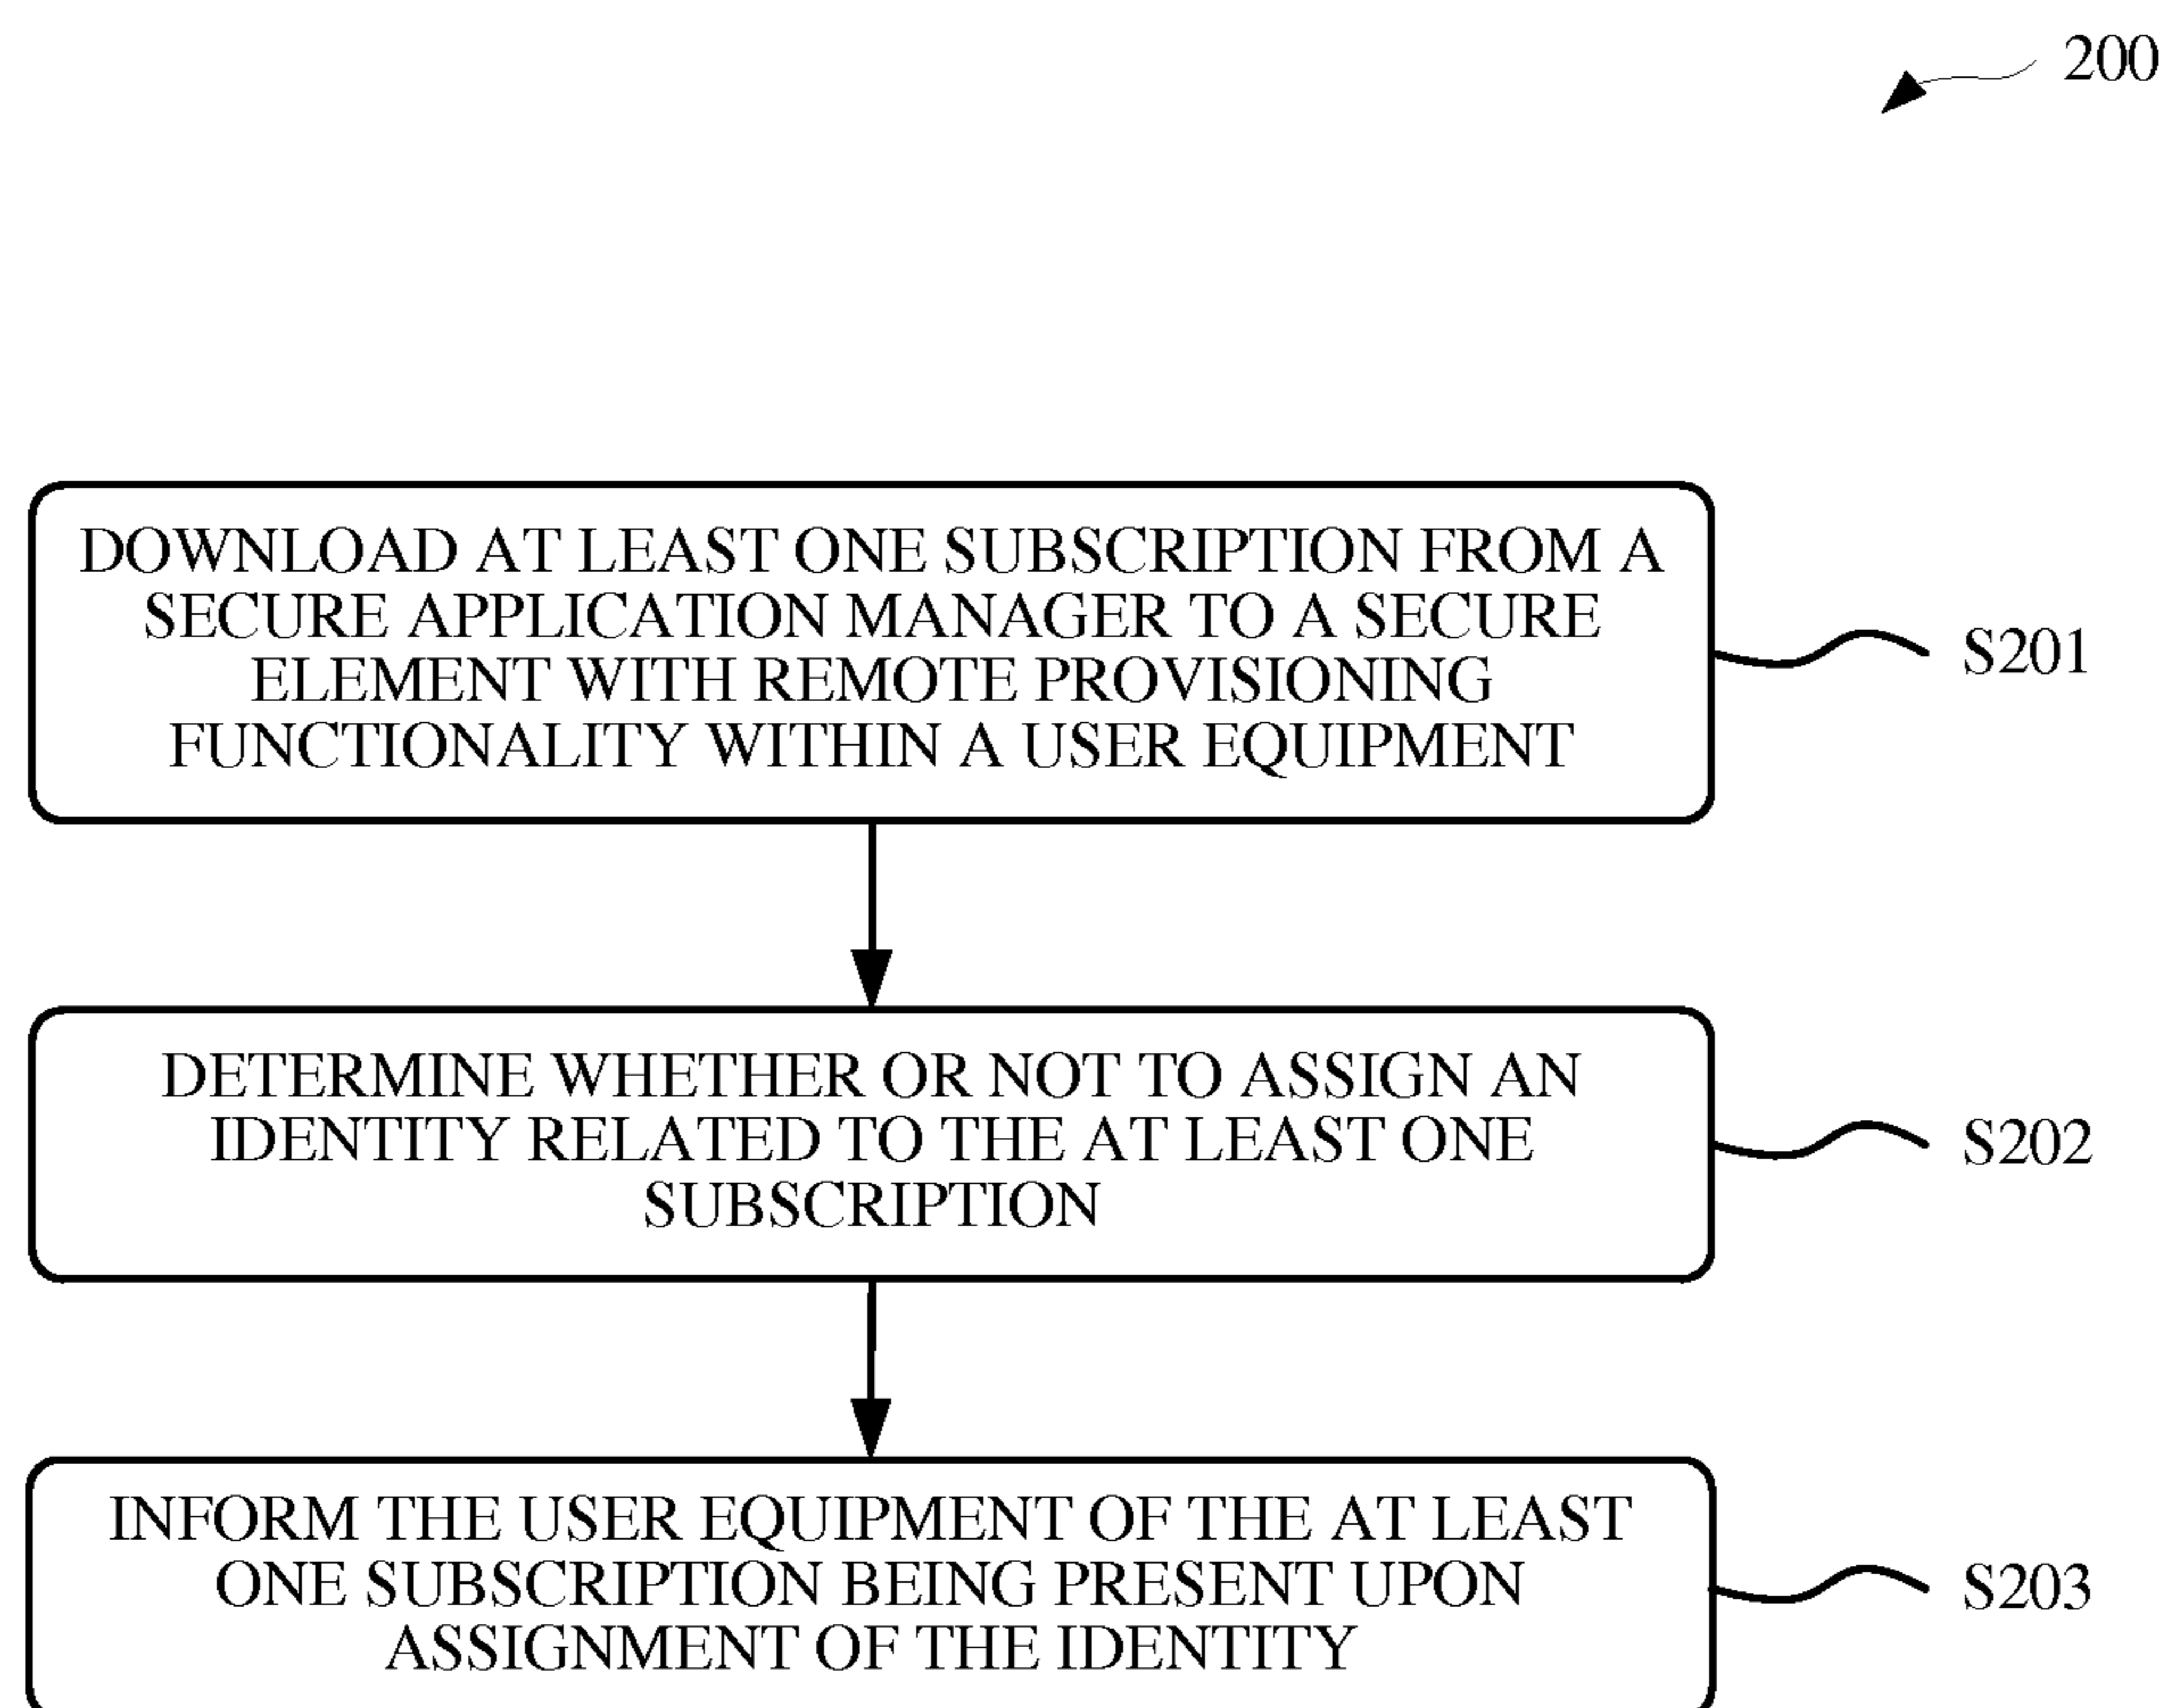 200
DOWNLOAD AT LEAST ONE SUBSCRIPTION FROM A
SECURE APPLICATION MANAGER TO A SECURE
ELEMENT WITH REMOTE PROVISIONING
FUNCTIONALITY WITHIN A USER EQUIPMENT
S201
DETERMINE WHETHER OR NOT TO ASSIGN AN
IDENTITY RELATED TO THE AT LEAST ONE
SUBSCRIPTION
S202
INFORM THE USER EQUIPMENT OF THE AT LEAST
ONE SUBSCRIPTION BEING PRESENT UPON
ASSIGNMENT OF THE IDENTITY
S203